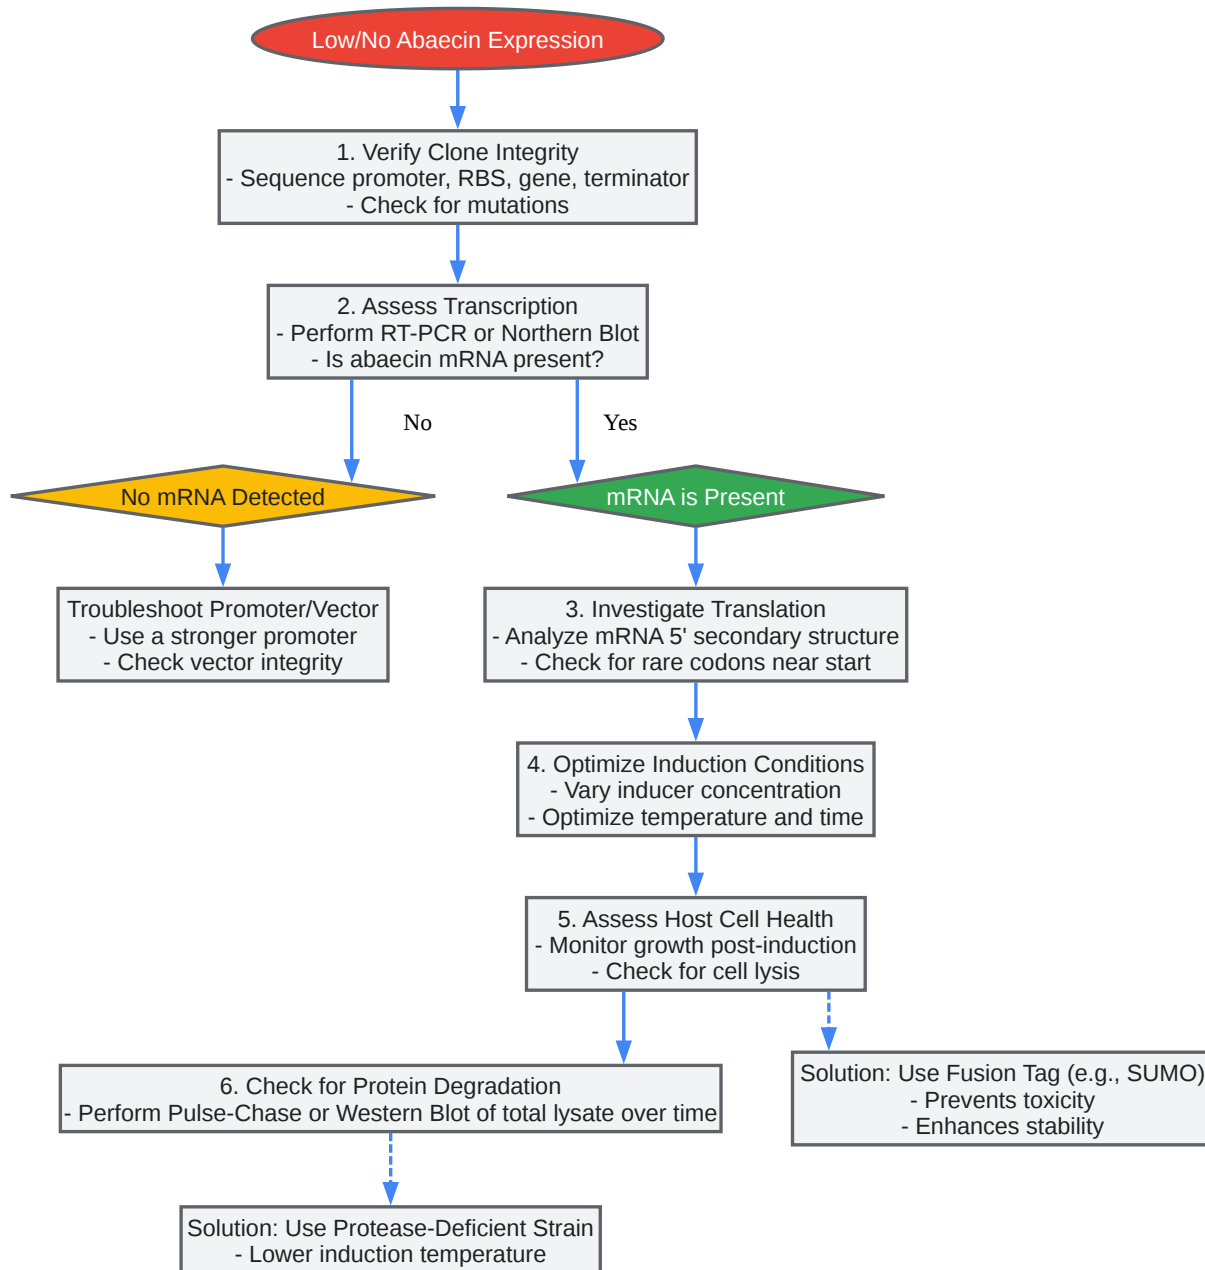 Low/No Abaecin Expression
1. Verify Clone Integrity
- Sequence promoter, RBS, gene, terminator
- Check for mutations
2. Assess Transcription
- Perform RT-PCR or Northern Blot
- Is abaecin mRNA present?
No
Yes
No mRNA Detected
mRNA is Present
Troubleshoot Promoter/Vector
- Use a stronger promoter
- Check vector integrity
3. Investigate Translation
- Analyze mRNA 5' secondary structure
- Check for rare codons near start
4. Optimize Induction Conditions
- Vary inducer concentration
- Optimize temperature and time
5. Assess Host Cell Health
- Monitor growth post-induction
- Check for cell lysis
6. Check for Protein Degradation
- Perform Pulse-Chase or Western Blot of total lysate over time
Solution: Use Fusion Tag (e.g., SUMO)
- Prevents toxicity
- Enhances stability
Solution: Use Protease-Deficient Strain
- Lower induction temperature